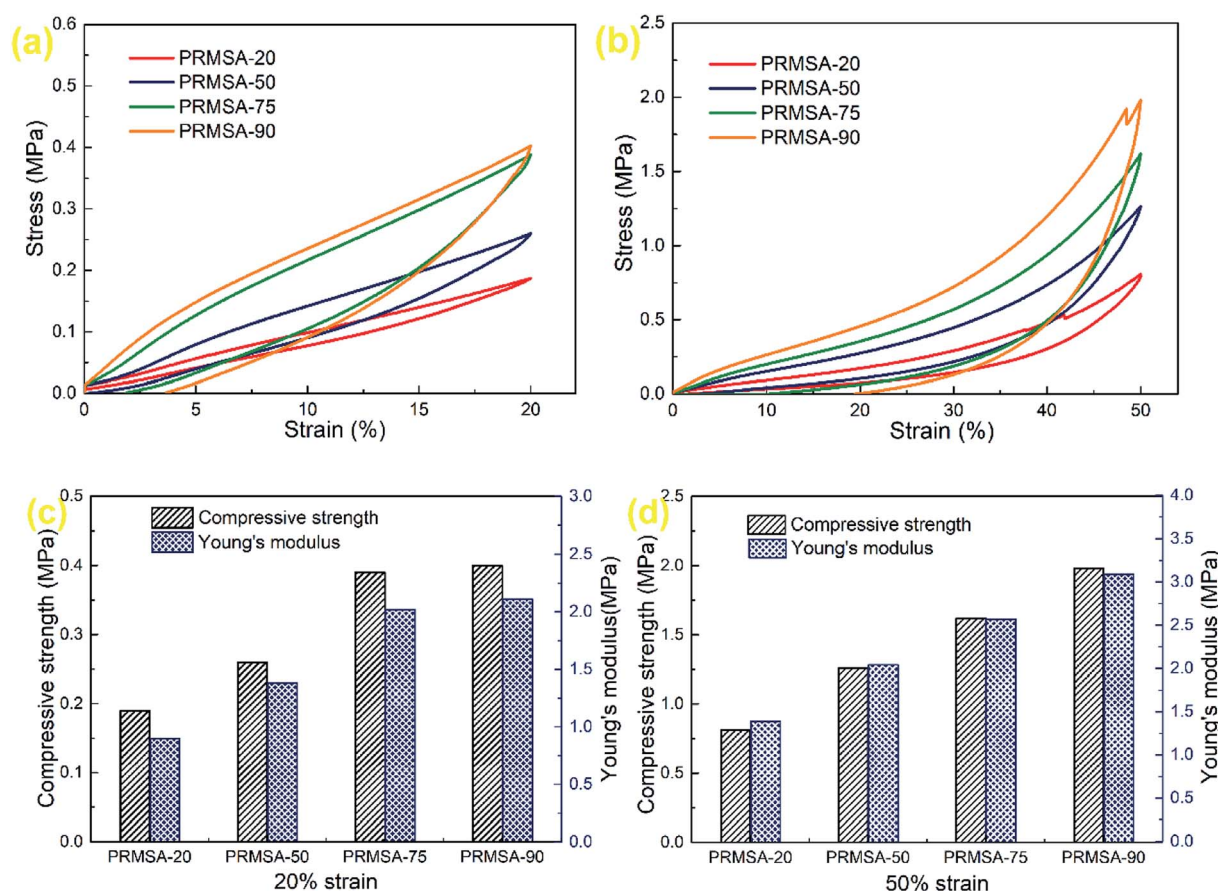 (a)
0.6
0.5
0.4
0.3
0.2
0.1
0.0
Stress (MPa)
PRMSA-20
PRMSA-50
PRMSA-75
PRMSA-90
0 5 10 15 20
Strain (%)
(b)
2.5
2.0
1.5
1.0
0.5
0.0
Stress (MPa)
PRMSA-20
PRMSA-50
PRMSA-75
PRMSA-90
0 10 20 30 40 50
Strain (%)
(c)
0.5
0.4
0.3
0.2
0.1
0.0
Compressive strength (MPa)
Compressive strength
Young's modulus
3.0
2.5
2.0
1.5
1.0
0.5
0.0
Young's modulus(MPa)
PRMSA-20 PRMSA-50 PRMSA-75 PRMSA-90
20% strain
(d)
2.5
2.0
1.5
1.0
0.5
0.0
Compressive strength (MPa)
Compressive strength
Young's modulus
4.0
3.5
3.0
2.5
2.0
1.5
1.0
0.5
0.0
Young's modulus (MPa)
PRMSA-20 PRMSA-50 PRMSA-75 PRMSA-90
50% strain